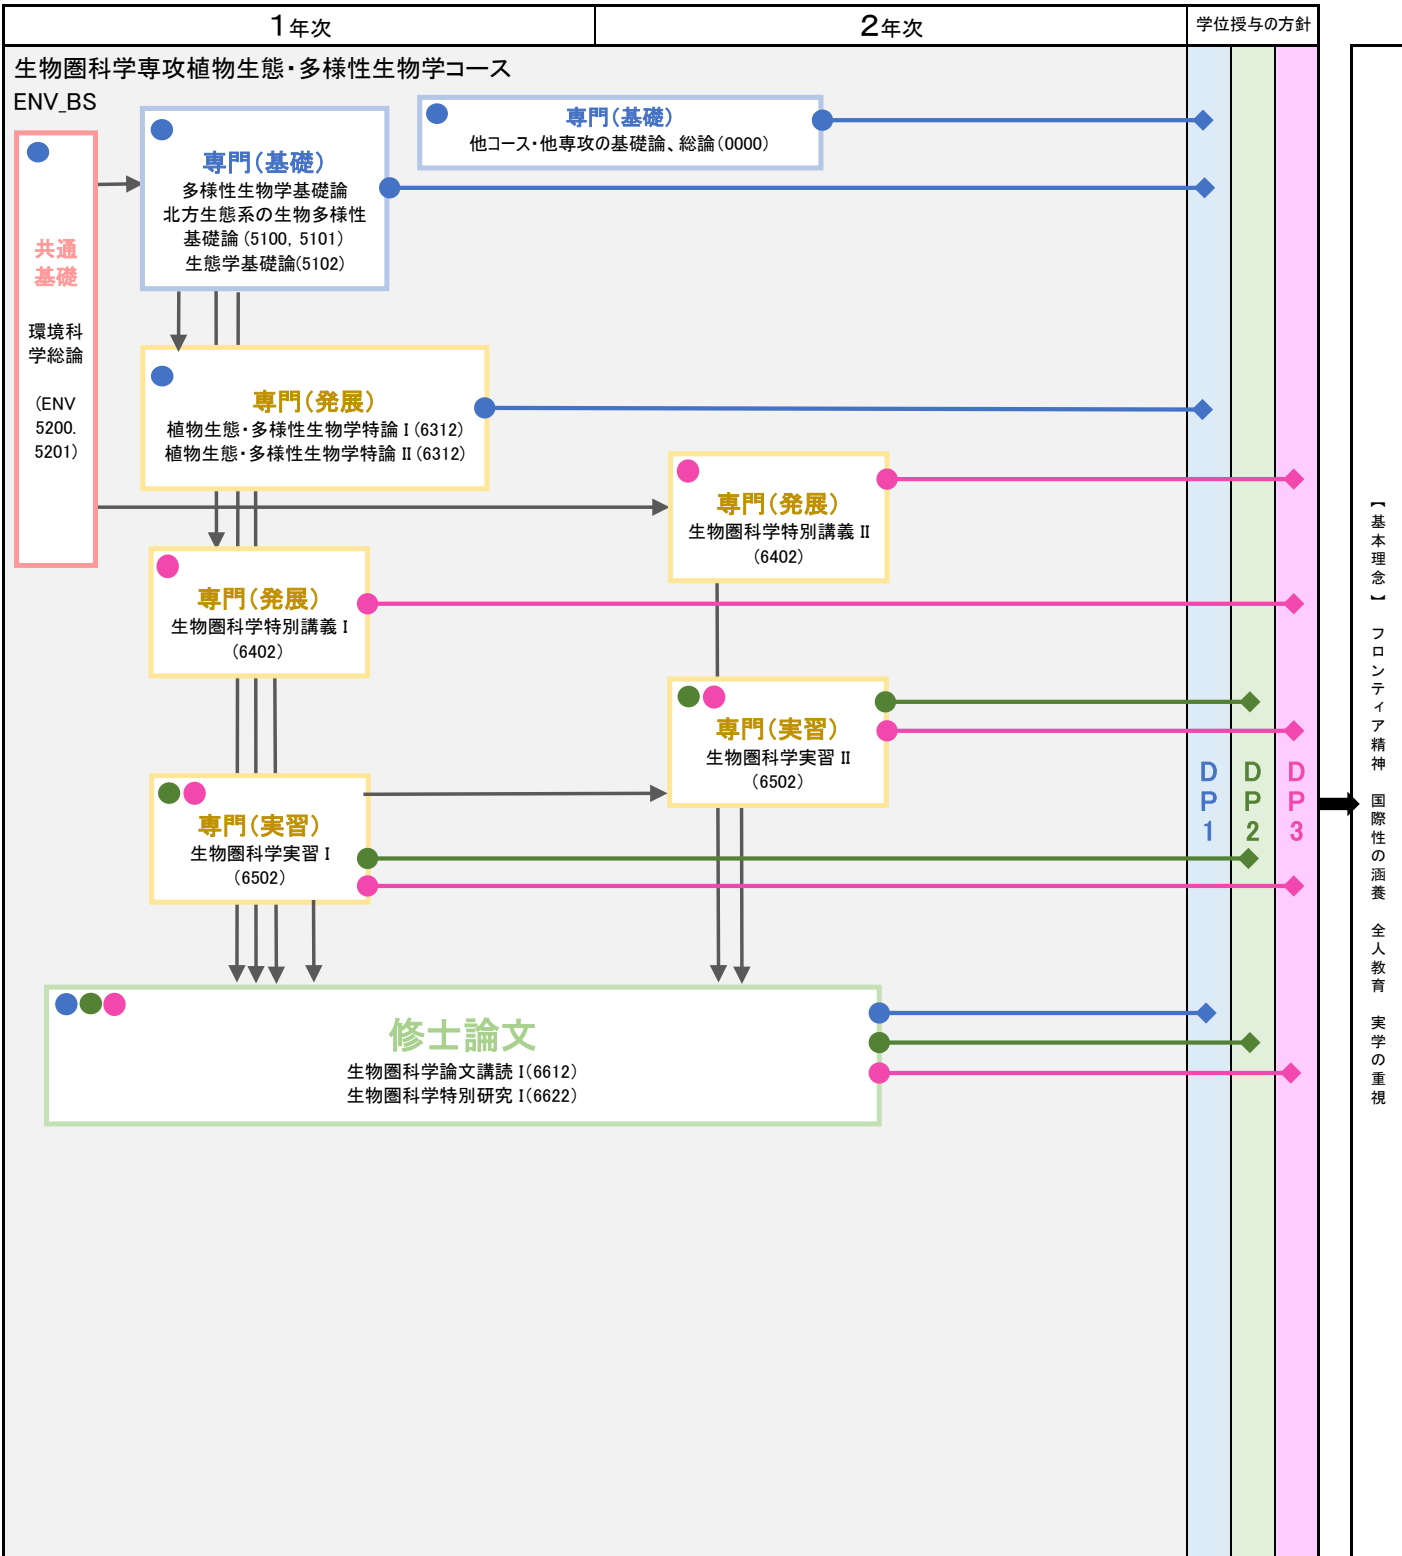 1年次
2年次
学位授与の方針
生物圏科学専攻植物生態・多様性生物学コース
ENV_BS
共通
基礎
環境科
学総論
(ENV
5200.
5201)
専門(基礎)
多様性生物学基礎論
北方生態系の生物多様性
基礎論(5100, 5101)
生態学基礎論(5102)
専門(基礎)
他コース・他専攻の基礎論、総論(0000)
専門(発展)
植物生態・多様性生物学特論 I (6312)
植物生態・多様性生物学特論 II (6312)
専門(発展)
生物圏科学特別講義 II
(6402)
専門(発展)
生物圏科学特別講義 I
(6402)
専門(実習)
生物圏科学実習 II
(6502)
専門(実習)
生物圏科学実習 I
(6502)
修士論文
生物圏科学論文講読 I(6612)
生物圏科学特別研究 I(6622)
DP1
DP2
DP3
【基本理念】 フロンティア精神 国際性の涵養 全人教育 実学の重視